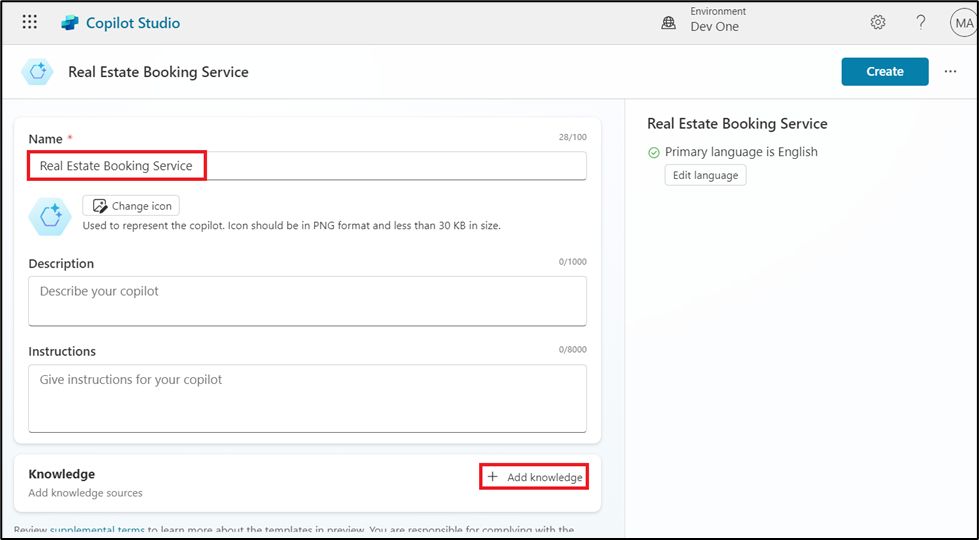 Copilot Studio
Environment
Dev One
?
MA
Real Estate Booking Service
Create
...
Name *
28/100
Real Estate Booking Service
Change icon
Used to represent the copilot. Icon should be in PNG format and less than 30 KB in size.
Description
0/1000
Describe your copilot
Instructions
0/8000
Give instructions for your copilot
Knowledge
Add knowledge sources
+ Add knowledge
Review supplemental terms to learn more about the templates in preview. You are responsible for complying with the
Real Estate Booking Service
Primary language is English
Edit language